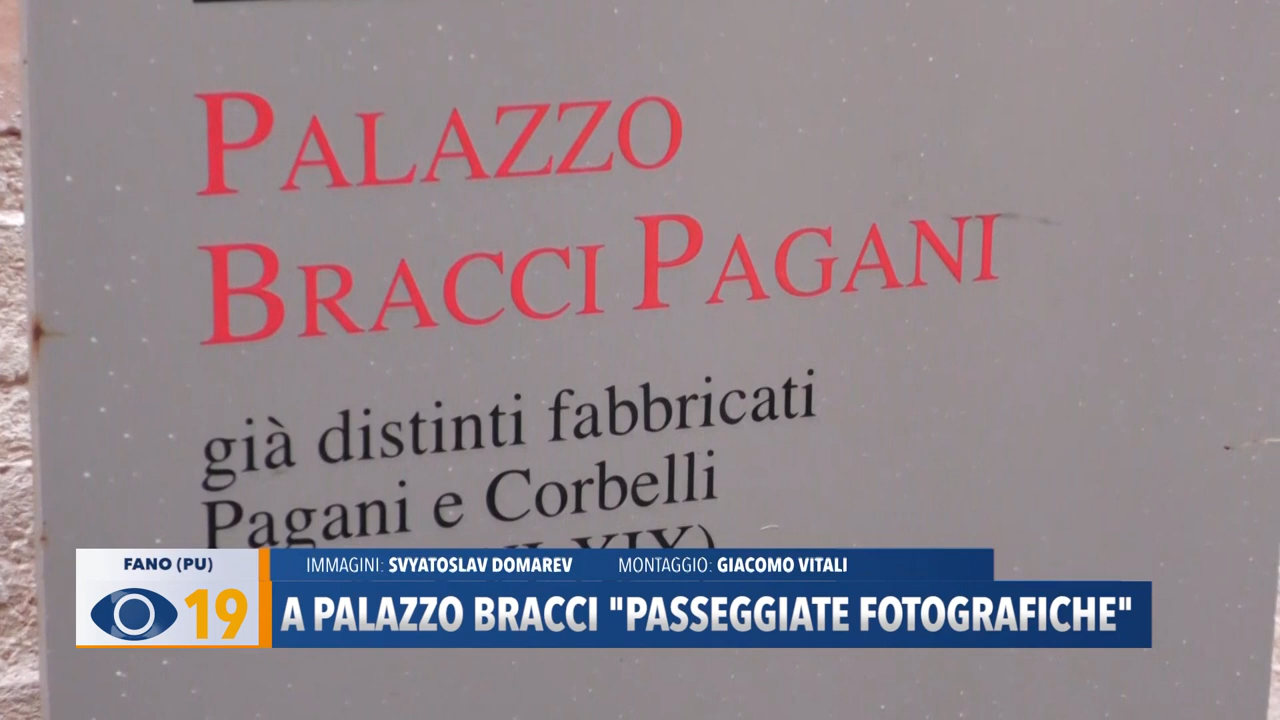 PALAZZO
BRACCI PAGANI
già distinti fabbricati
Pagani e Corbelli
FANO (PU)
IMMAGINI: SVYATOSLAV DOMAREV MONTAGGIO: GIACOMO VITALI
19
A PALAZZO BRACCI "PASSEGGIATE FOTOGRAFICHE"